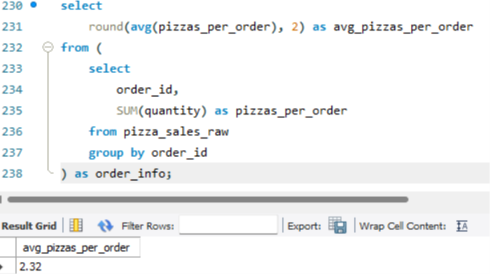 230 select
231 round(avg(pizzas_per_order), 2) as avg_pizzas_per_order
232 from (
233 select
234 order_id,
235 SUM(quantity) as pizzas_per_order
236 from pizza_sales_raw
237 group by order_id
238 ) as order_info;
Result Grid Filter Rows: Export: Wrap Cell Content:
avg_pizzas_per_order
2.32